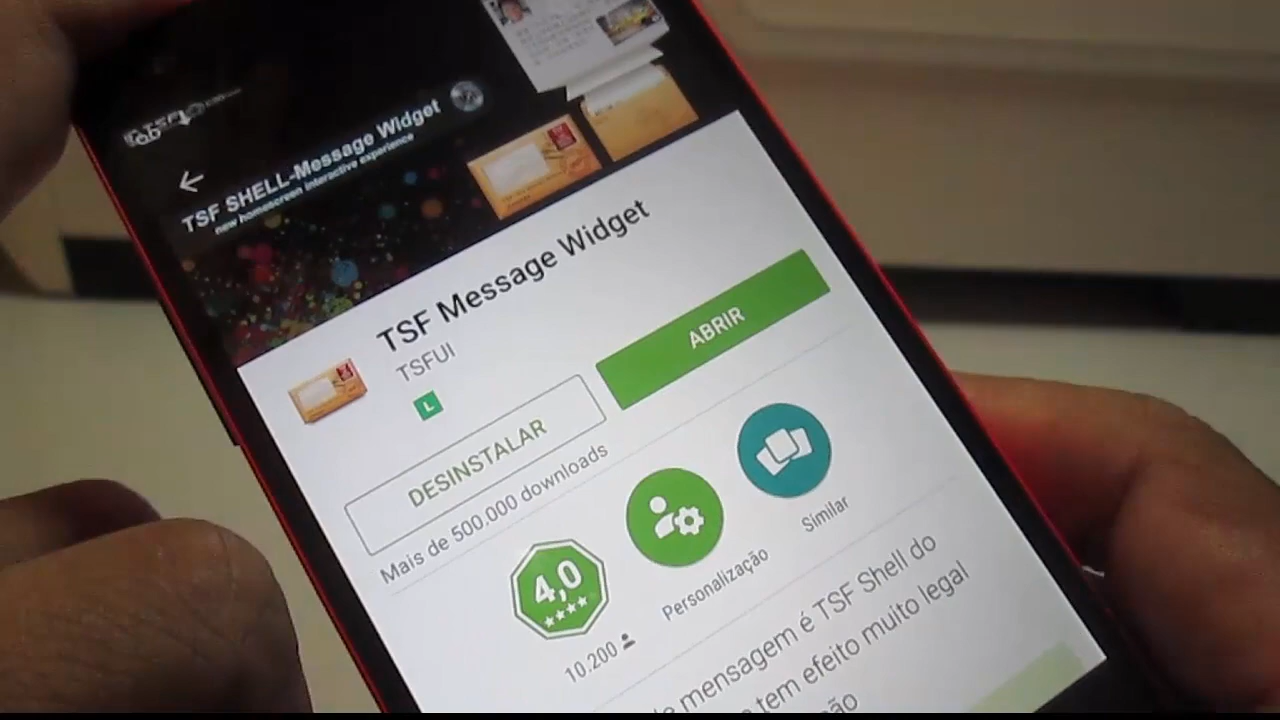 TSF SHELL-Message Widget
new homescreen interactive experience
TSF Message Widget
TSFUI
L
DESINSTALAR
ABRIR
Mais de 500.000 downloads
4,0
10.200
Personalização
Similar
mensagem é TSF Shell do
tem efeito muito legal